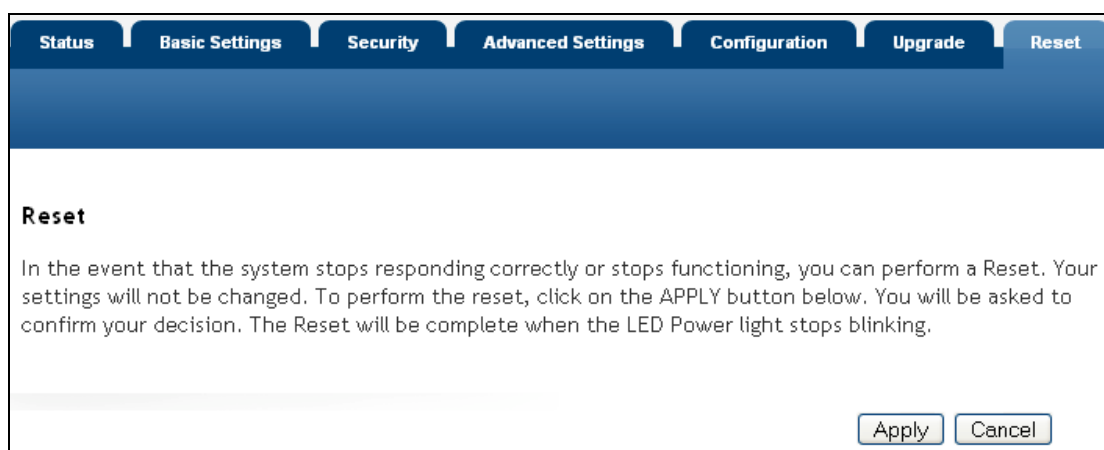 Status Basic Settings Security Advanced Settings Configuration Upgrade Reset
Reset
In the event that the system stops responding correctly or stops functioning, you can perform a Reset. Your
settings will not be changed. To perform the reset, click on the APPLY button below. You will be asked to
confirm your decision. The Reset will be complete when the LED Power light stops blinking.
Apply Cancel